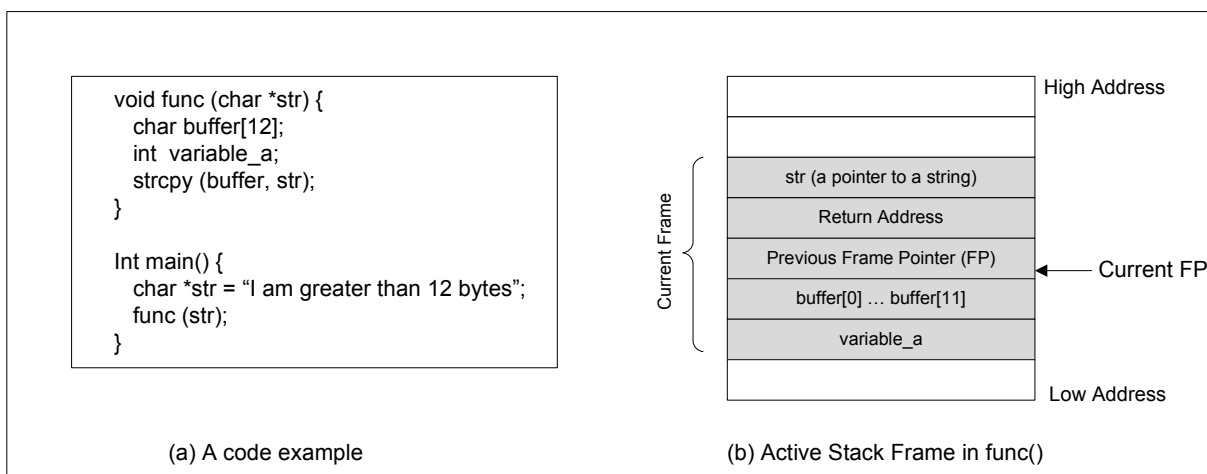 void func (char *str) {
char buffer[12];
int variable_a;
strcpy (buffer, str);
}
Int main() {
char *str = “I am greater than 12 bytes”;
func (str);
}
(a) A code example
High Address
Current Frame
str (a pointer to a string)
Return Address
Previous Frame Pointer (FP)
Current FP
buffer[0] … buffer[11]
variable_a
Low Address
(b) Active Stack Frame in func()